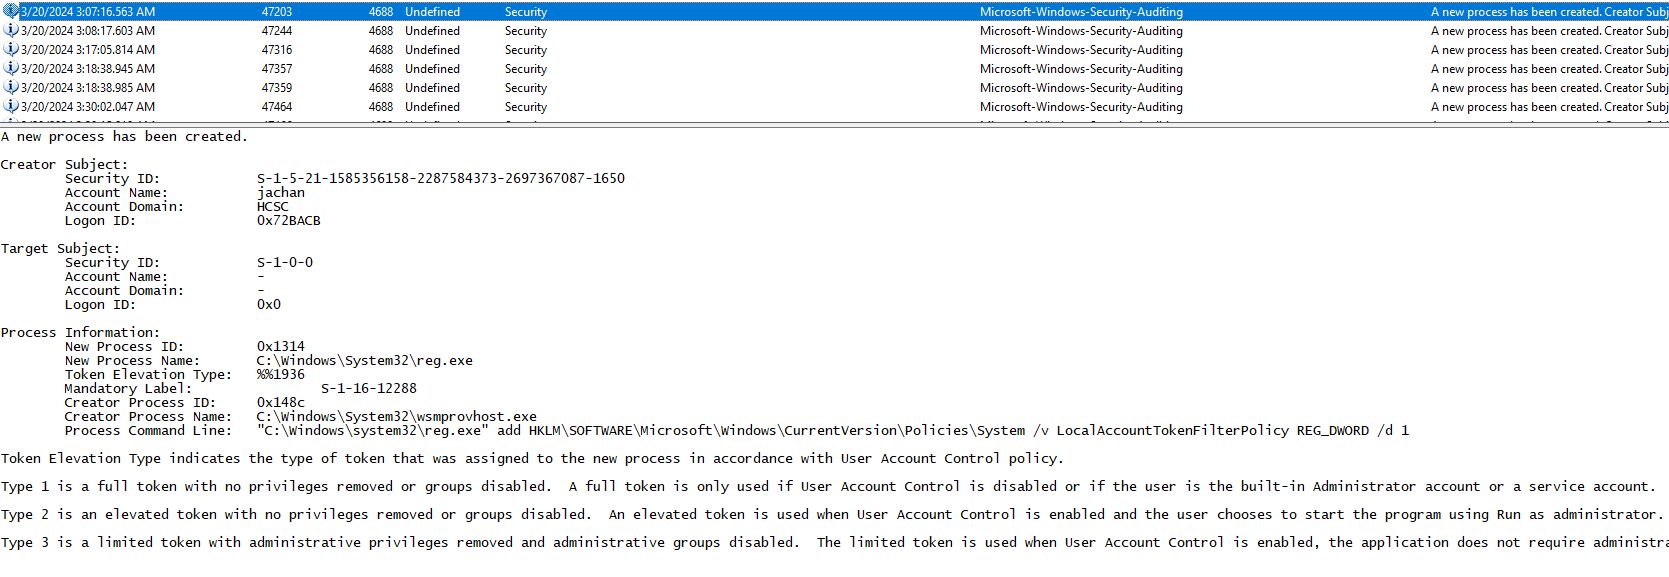 3/20/2024 3:07:16.563 AM 47203 4688 Undefined Security Microsoft-Windows-Security-Auditing A new process has been created. Creator Subj
3/20/2024 3:08:17.603 AM 47244 4688 Undefined Security Microsoft-Windows-Security-Auditing A new process has been created. Creator Subj
3/20/2024 3:17:05.814 AM 47316 4688 Undefined Security Microsoft-Windows-Security-Auditing A new process has been created. Creator Subj
3/20/2024 3:18:38.945 AM 47357 4688 Undefined Security Microsoft-Windows-Security-Auditing A new process has been created. Creator Subj
3/20/2024 3:18:38.985 AM 47359 4688 Undefined Security Microsoft-Windows-Security-Auditing A new process has been created. Creator Subj
3/20/2024 3:30:02.047 AM 47464 4688 Undefined Security Microsoft-Windows-Security-Auditing A new process has been created. Creator Subj
A new process has been created.
Creator Subject:
Security ID: S-1-5-21-1585356158-2287584373-2697367087-1650
Account Name: jachan
Account Domain: HCSC
Logon ID: 0x72BACB
Target Subject:
Security ID: S-1-0-0
Account Name: -
Account Domain: -
Logon ID: 0x0
Process Information:
New Process ID: 0x1314
New Process Name: C:\Windows\System32\reg.exe
Token Elevation Type: %%1936
Mandatory Label: S-1-16-12288
Creator Process ID: 0x148c
Creator Process Name: C:\Windows\System32\wsmprovhost.exe
Process Command Line: "C:\Windows\system32\reg.exe" add HKLM\SOFTWARE\Microsoft\Windows\CurrentVersion\Policies\System /v LocalAccountTokenFilterPolicy REG_DWORD /d 1
Token Elevation Type indicates the type of token that was assigned to the new process in accordance with User Account Control policy.
Type 1 is a full token with no privileges removed or groups disabled.  A full token is only used if User Account Control is disabled or if the user is the built-in Administrator account or a service account.
Type 2 is an elevated token with no privileges removed or groups disabled.  An elevated token is used when User Account Control is enabled and the user chooses to start the program using Run as administrator.
Type 3 is a limited token with administrative privileges removed and administrative groups disabled.  The limited token is used when User Account Control is enabled, the application does not require administra